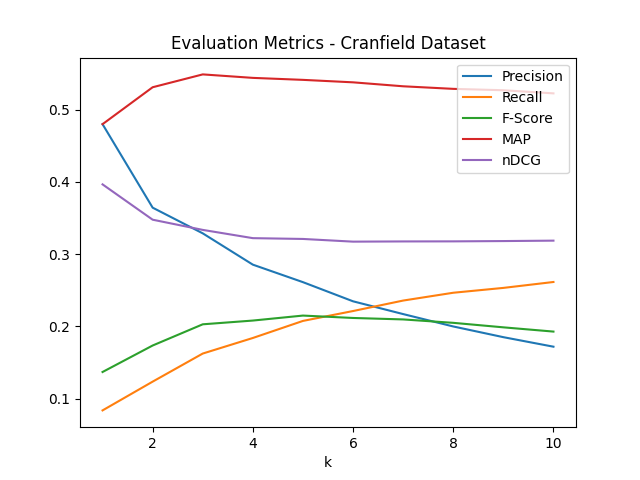 Evaluation Metrics - Cranfield Dataset
Precision
Recall
F-Score
MAP
nDCG
0.5
0.4
0.3
0.2
0.1
2 4 6 8 10
k